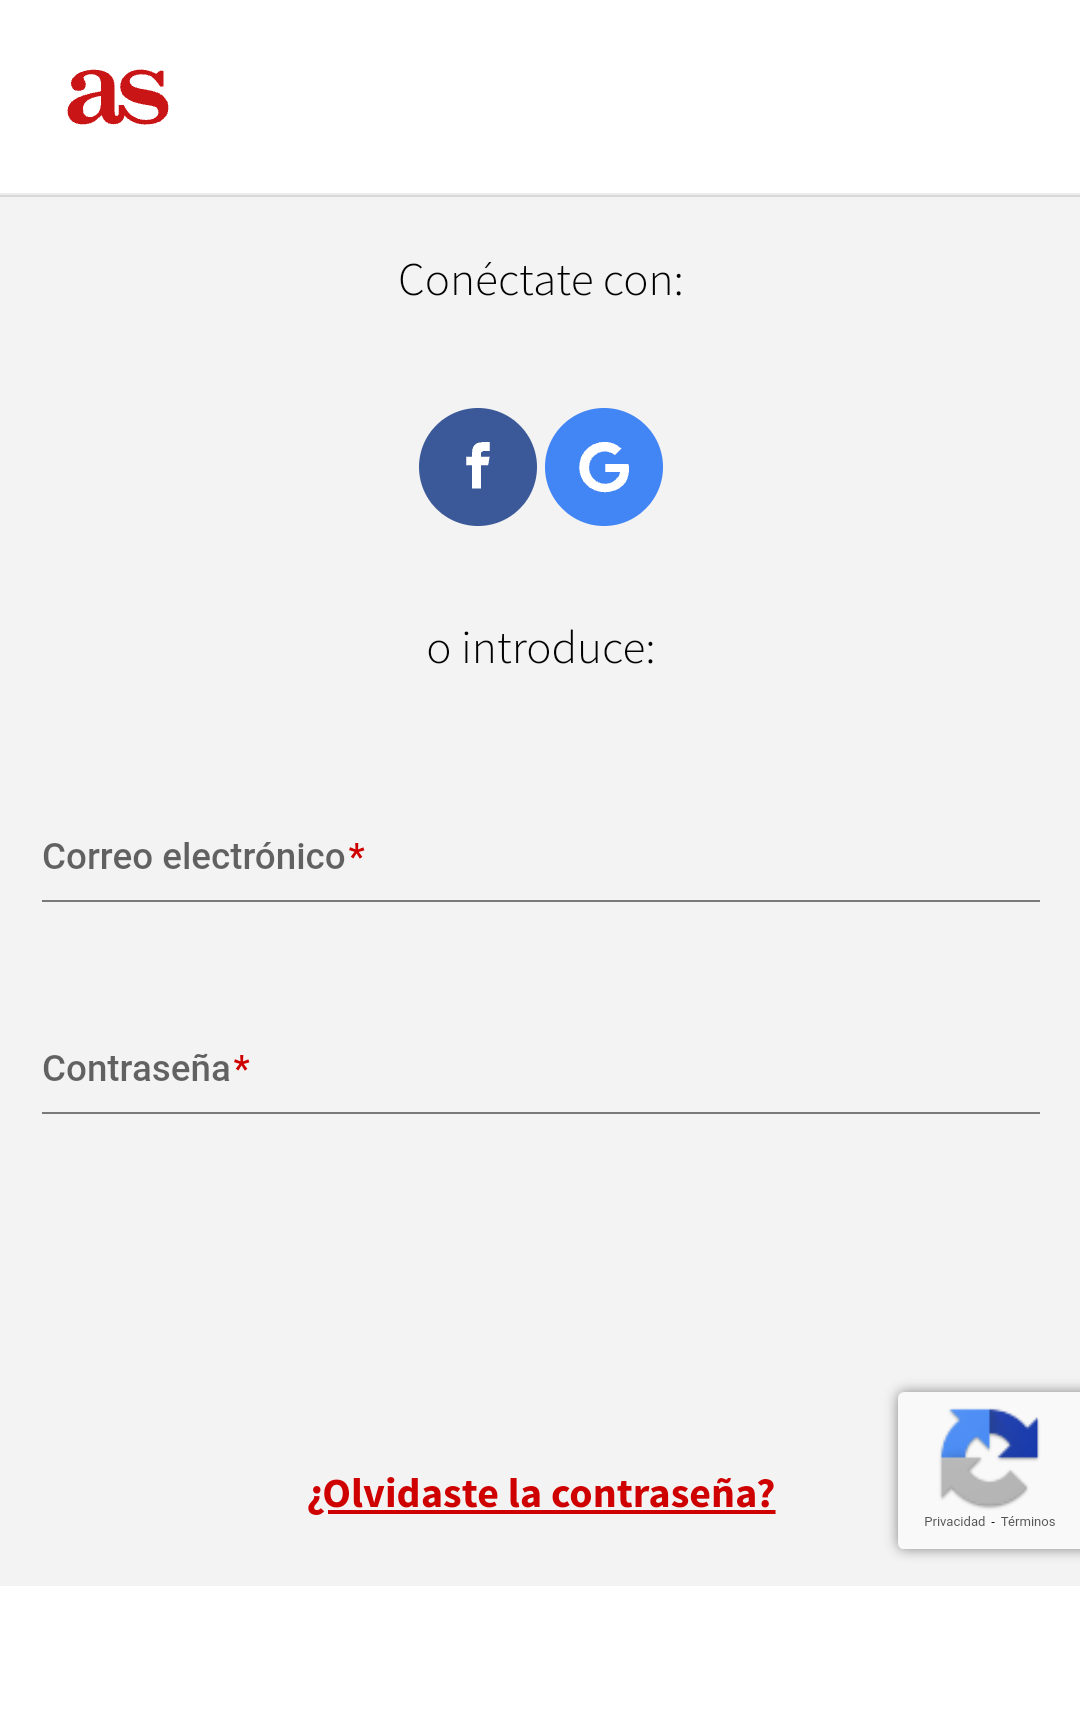 as
Conéctate con:
f G
o introduce:
Correo electrónico*
Contraseña*
¿Olvidaste la contraseña?
Privacidad - Términos